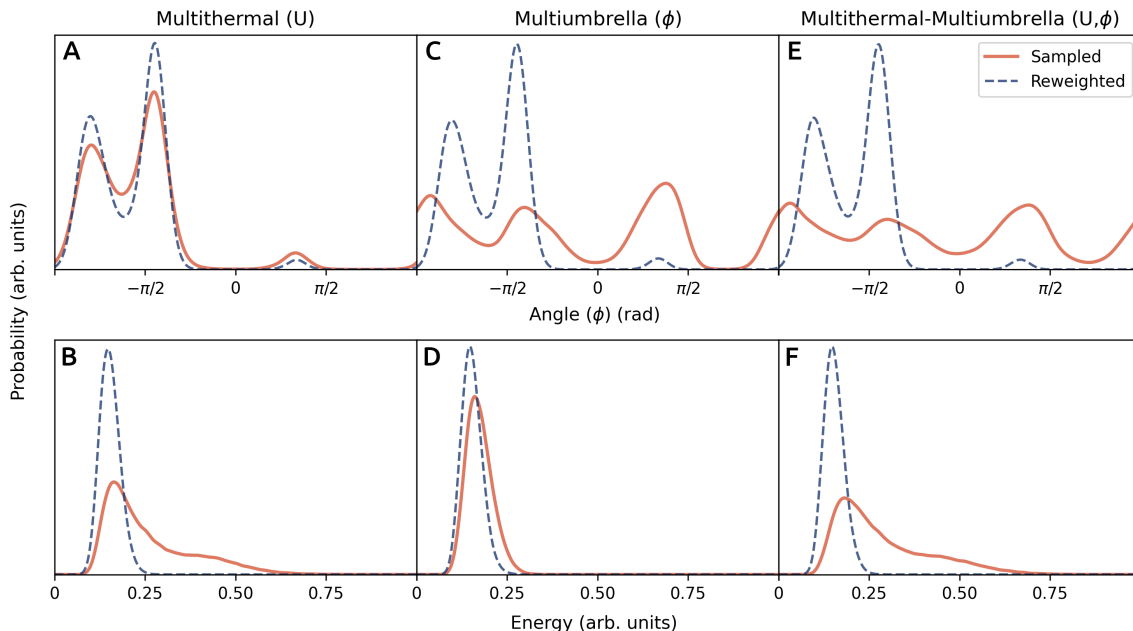 Multithermal (U)
Multiumbrella (ϕ)
Multithermal-Multiumbrella (U,ϕ)
A
C
E
Sampled
Reweighted
−π/2
0
π/2
−π/2
0
π/2
−π/2
0
π/2
Angle (ϕ) (rad)
Probability (arb. units)
B
D
F
0
0.25
0.50
0.75
0
0.25
0.50
0.75
0
0.25
0.50
0.75
Energy (arb. units)